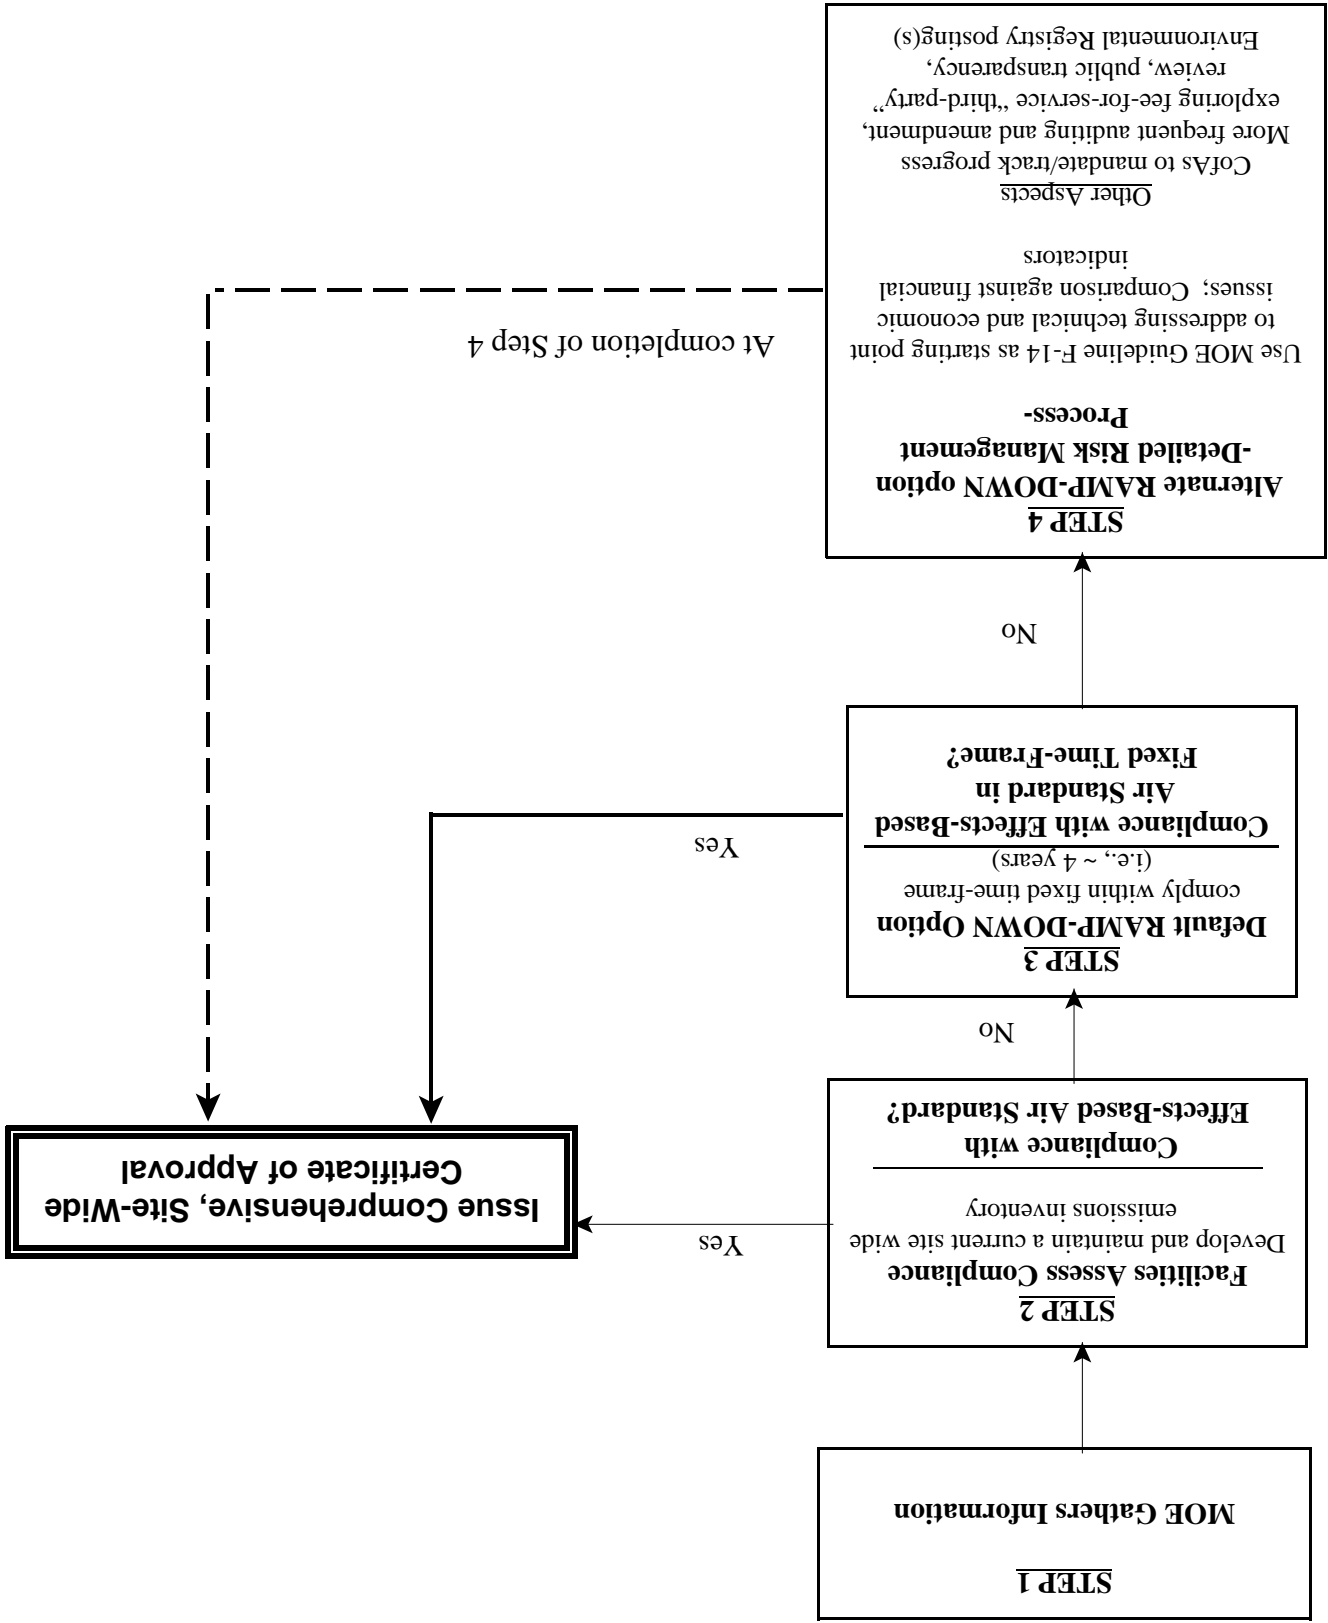 STEP 1
MOE Gathers Information
STEP 2
Facilities Assess Compliance
Develop and maintain a current site wide
emissions inventory
Compliance with
Effects-Based Air Standard?
Yes
Issue Comprehensive, Site-Wide
Certificate of Approval
No
STEP 3
Default RAMP-DOWN Option
comply within fixed time-frame
(i.e., ~ 4 years)
Compliance with Effects-Based
Air Standard in
Fixed Time-Frame?
Yes
No
STEP 4
Alternate RAMP-DOWN option
-Detailed Risk Management
Process-
Use MOE Guideline F-14 as starting point
to addressing technical and economic
issues; Comparison against financial
indicators
Other Aspects
CofAs to mandate/track progress
More frequent auditing and amendment,
exploring fee-for-service “third-party”
review, public transparency,
Environmental Registry posting(s)
At completion of Step 4